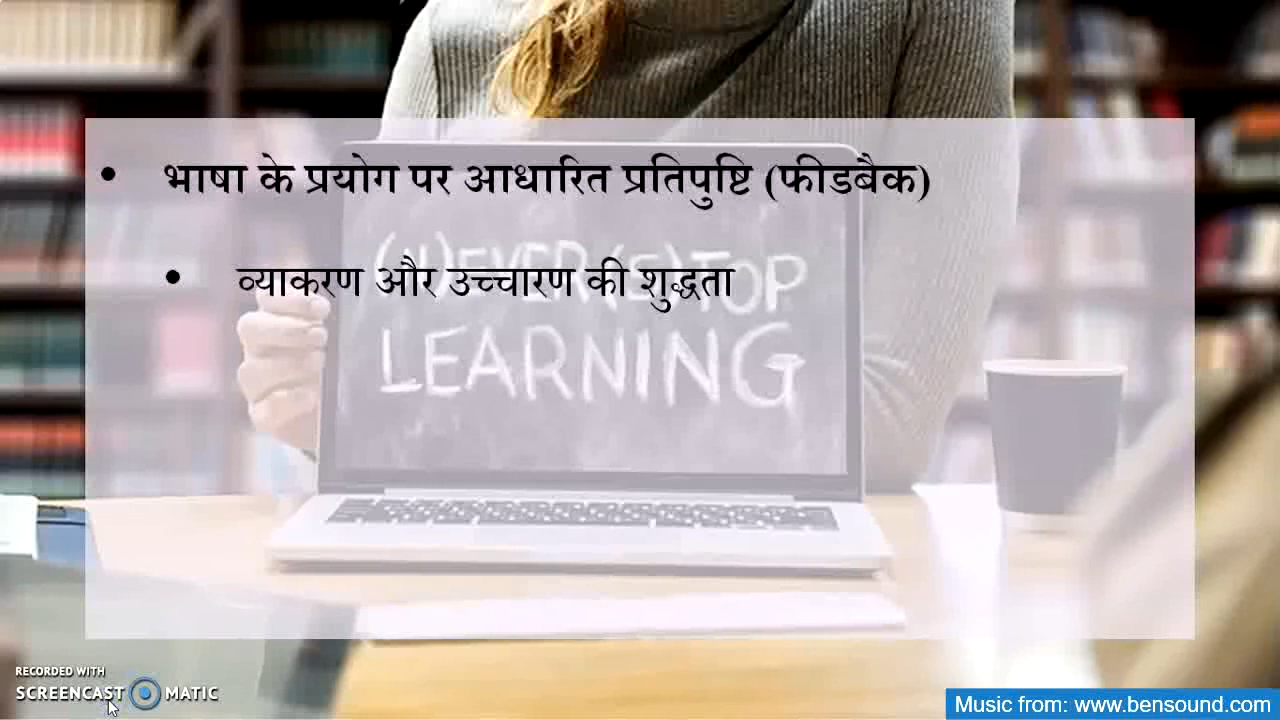 • भाषा के प्रयोग पर आधारित प्रतिपुष्टि (फीडबैक)
• व्याकरण और उच्चारण की शुद्धता
(N)EVER (S)TOP
LEARNING
RECORDED WITH
SCREENCAST MATIC
Music from: www.bensound.com